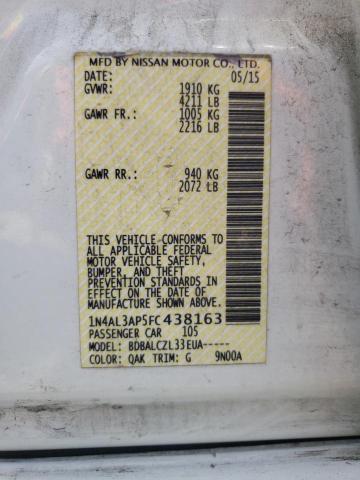 MFD BY NISSAN MOTOR CO., LTD.
DATE: 05/15
GVWR: 1910 KG
4211 LB
GAWR FR.: 1005 KG
2216 LB
GAWR RR.: 940 KG
2072 LB
THIS VEHICLE CONFORMS TO
ALL APPLICABLE FEDERAL
MOTOR VEHICLE SAFETY,
BUMPER, AND THEFT
PREVENTION STANDARDS IN
EFFECT ON THE DATE OF
MANUFACTURE SHOWN ABOVE.
1N4AL3AP5FC438163
PASSENGER CAR 105
MODEL: BDBALCZL33EUA-----
COLOR: QAK TRIM: G 9N00A